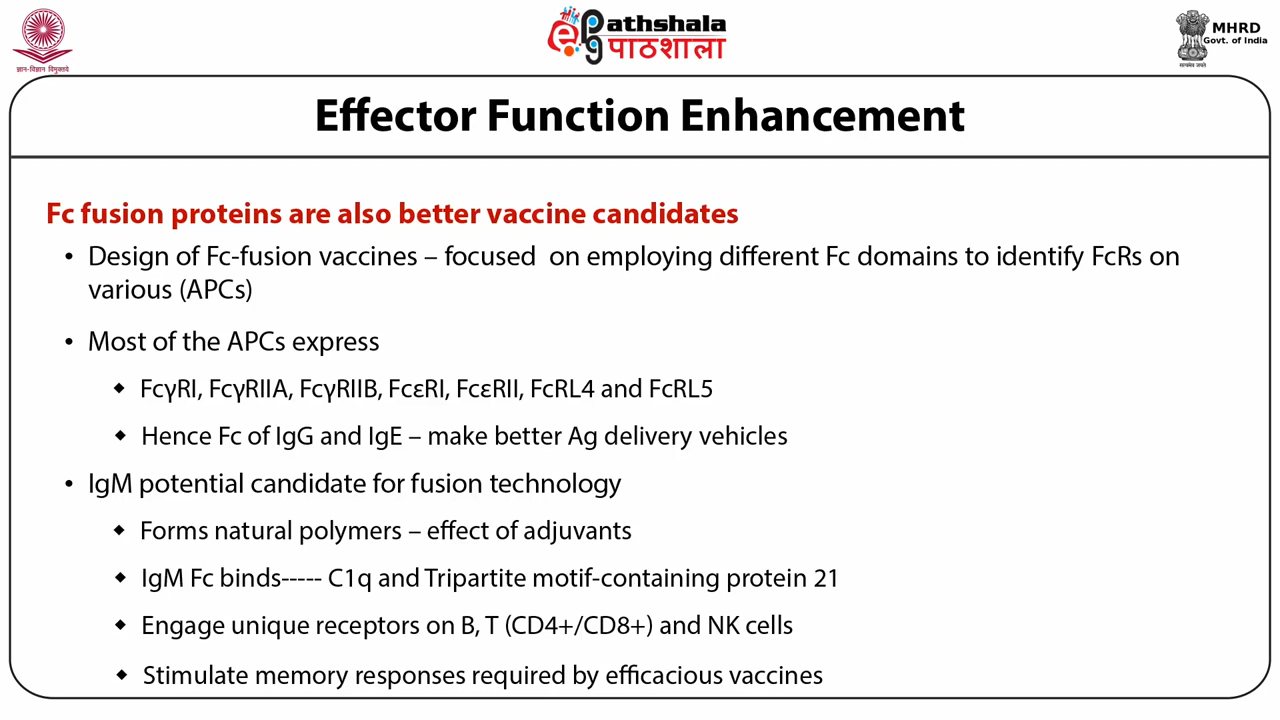 ज्ञान-विज्ञान विमुक्तये
ePg Pathshala
पाठशाला
MHRD
Govt. of India
सत्यमेव जयते
Effector Function Enhancement
Fc fusion proteins are also better vaccine candidates
• Design of Fc-fusion vaccines – focused on employing different Fc domains to identify FcRs on
various (APCs)
• Most of the APCs express
◆ FcγRI, FcγRIIA, FcγRIIB, FcεRI, FcεRII, FcRL4 and FcRL5
◆ Hence Fc of IgG and IgE – make better Ag delivery vehicles
• IgM potential candidate for fusion technology
◆ Forms natural polymers – effect of adjuvants
◆ IgM Fc binds----- C1q and Tripartite motif-containing protein 21
◆ Engage unique receptors on B, T (CD4+/CD8+) and NK cells
◆ Stimulate memory responses required by efficacious vaccines